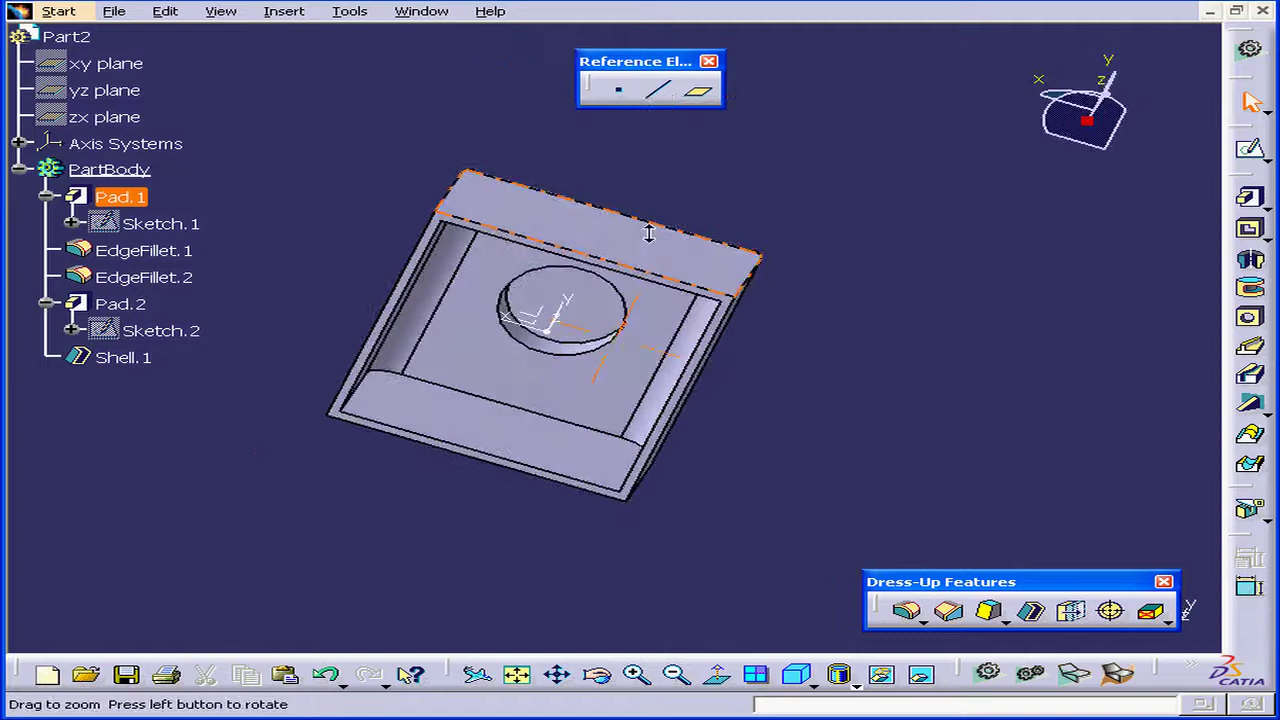 Start File Edit View Insert Tools Window Help
Part2
xy plane
yz plane
zx plane
Axis Systems
PartBody
Pad.1
Sketch.1
EdgeFillet.1
EdgeFillet.2
Pad.2
Sketch.2
Shell.1
Reference El...
y
x
z
y
Dress-Up Features
y
z
CATIA
Drag to zoom Press left button to rotate